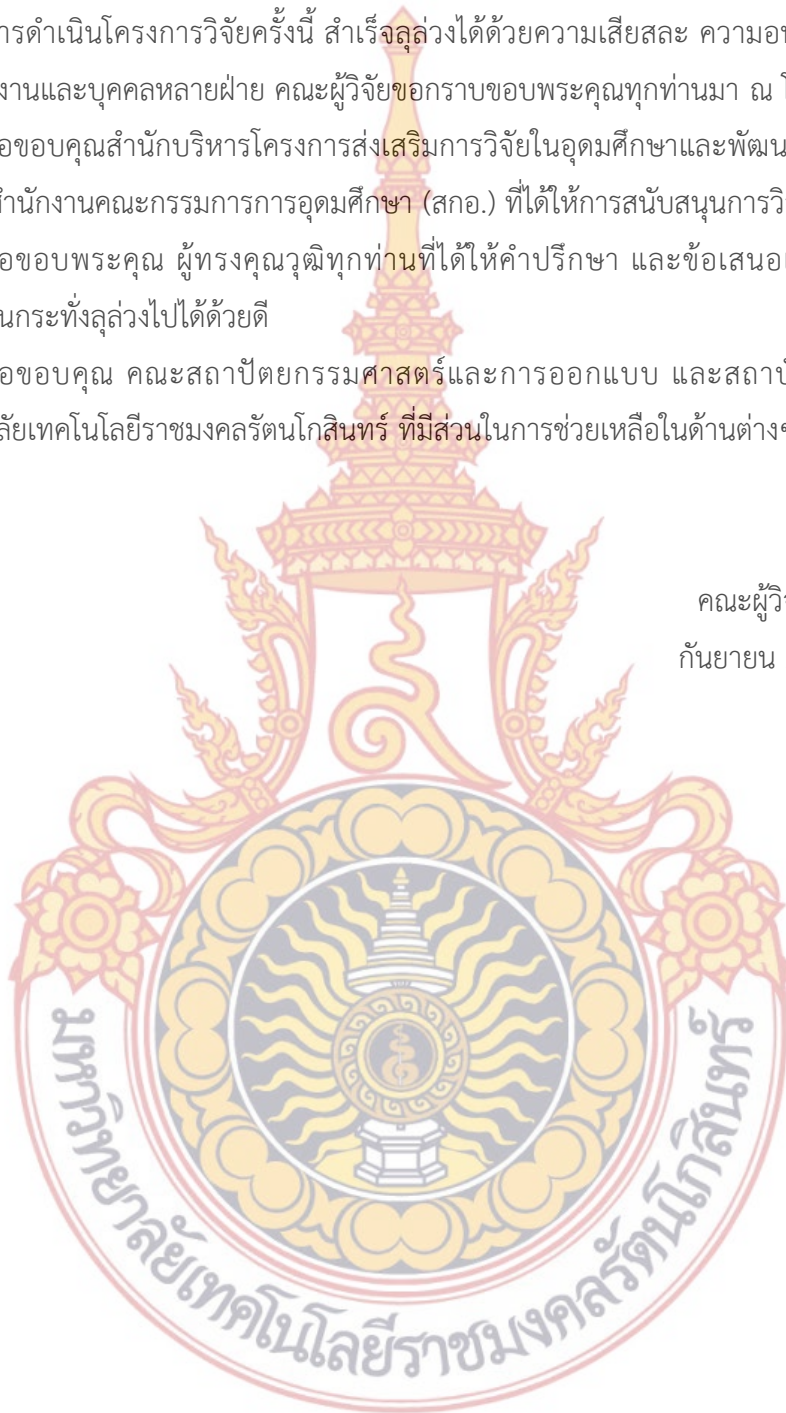 ารดำเนินโครงการวิจัยครั้งนี้ สำเร็จลุล่วงได้ด้วยความเสียสละ ความอ
งานและบุคคลหลายฝ่าย คณะผู้วิจัยขอกราบขอบพระคุณทุกท่านมา ณ
อขอบคุณสำนักบริหารโครงการส่งเสริมการวิจัยในอุดมศึกษาและพัฒน
สำนักงานคณะกรรมการการอุดมศึกษา (สกอ.) ที่ได้ให้การสนับสนุนการวิ
อขอบพระคุณ ผู้ทรงคุณวุฒิทุกท่านที่ได้ให้คำปรึกษา และข้อเสนอ
นกระทั่งลุล่วงไปได้ด้วยดี
อขอบคุณ คณะสถาปัตยกรรมศาสตร์และการออกแบบ และสถาบั
ลัยเทคโนโลยีราชมงคลรัตนโกสินทร์ ที่มีส่วนในการช่วยเหลือในด้านต่างๆ
คณะผู้วิ
กันยายน
มหาวิทยาลัยเทคโนโลยีราชมงคลรัตนโกสินทร์